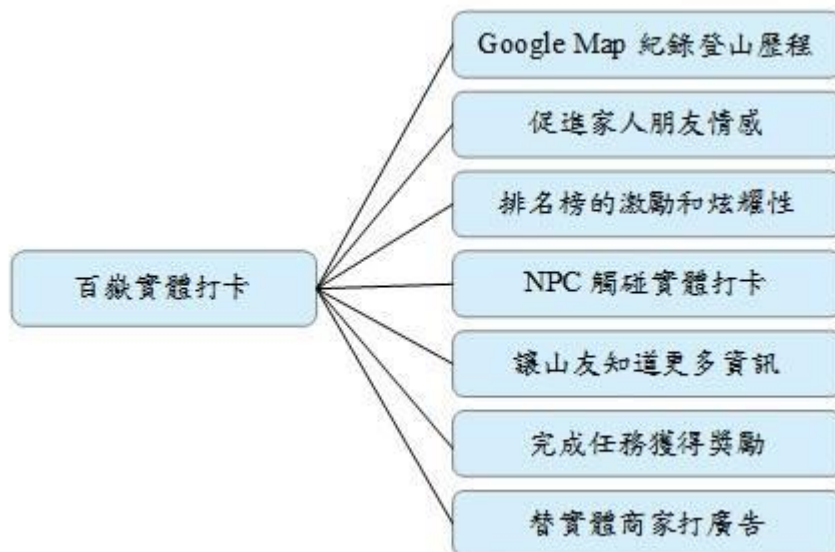 Google Map 紀錄登山歷程
促進家人朋友情感
排名榜的激勵和炫耀性
百嶽實體打卡
NPC 觸碰實體打卡
讓山友知道更多資訊
完成任務獲得獎勵
替實體商家打廣告